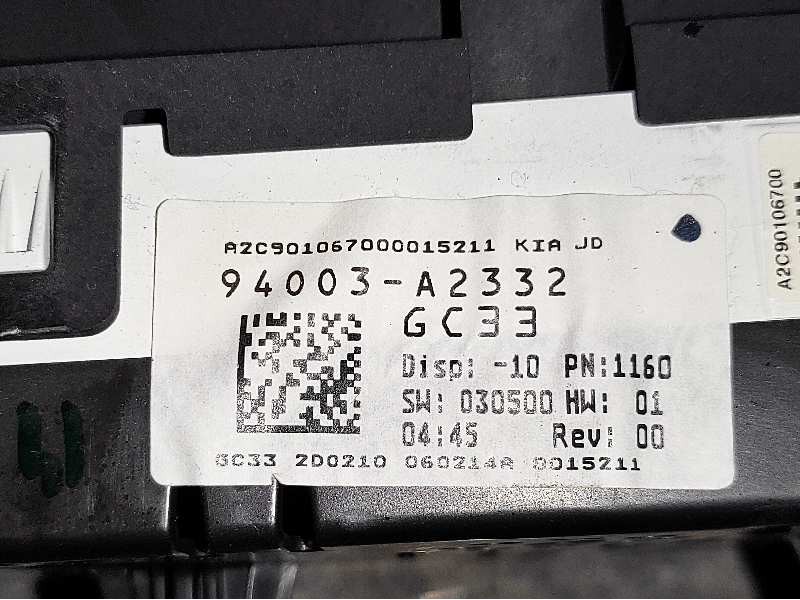 A2C901067000015211 KIA JD
94003-A2332
GC33
Disp: -10 PN:1160
SW: 030500 HW: 01
04:45 Rev: 00
GC33 2D0210 060214A 0015211
A2C90106700